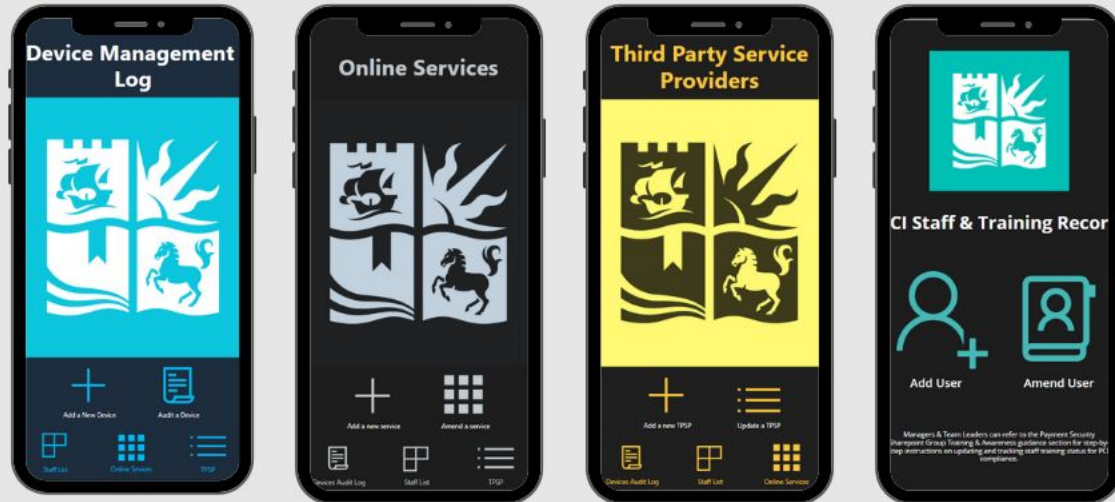 Device Management
Log
Add a New Device
Audit a Device
Staff List
Online Services
TPSP
Online Services
Add a new service
Amend a service
Devices Audit Log
Staff List
TPSP
Third Party Service
Providers
Add a new TPSP
Update a TPSP
Devices Audit Log
Staff List
Online Services
CI Staff & Training Recor
Add User
Amend User
Managers & Team Leaders can refer to the Payment Security
Sharepoint Group Training & Awareness guidance section for step-by-
step instructions on updating and tracking staff training status for PCI
compliance.